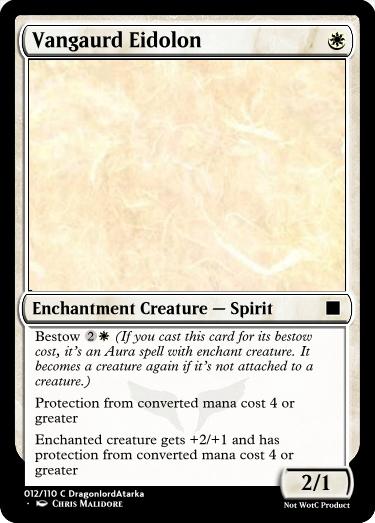 Vangaurd Eidolon
Enchantment Creature — Spirit
Bestow 2 (If you cast this card for its bestow
cost, it's an Aura spell with enchant creature. It
becomes a creature again if it's not attached to a
creature.)
Protection from converted mana cost 4 or
greater
Enchanted creature gets +2/+1 and has
protection from converted mana cost 4 or
greater
2/1
012/110 C DragonlordAtarka
Chris Malidore
Not WotC Product